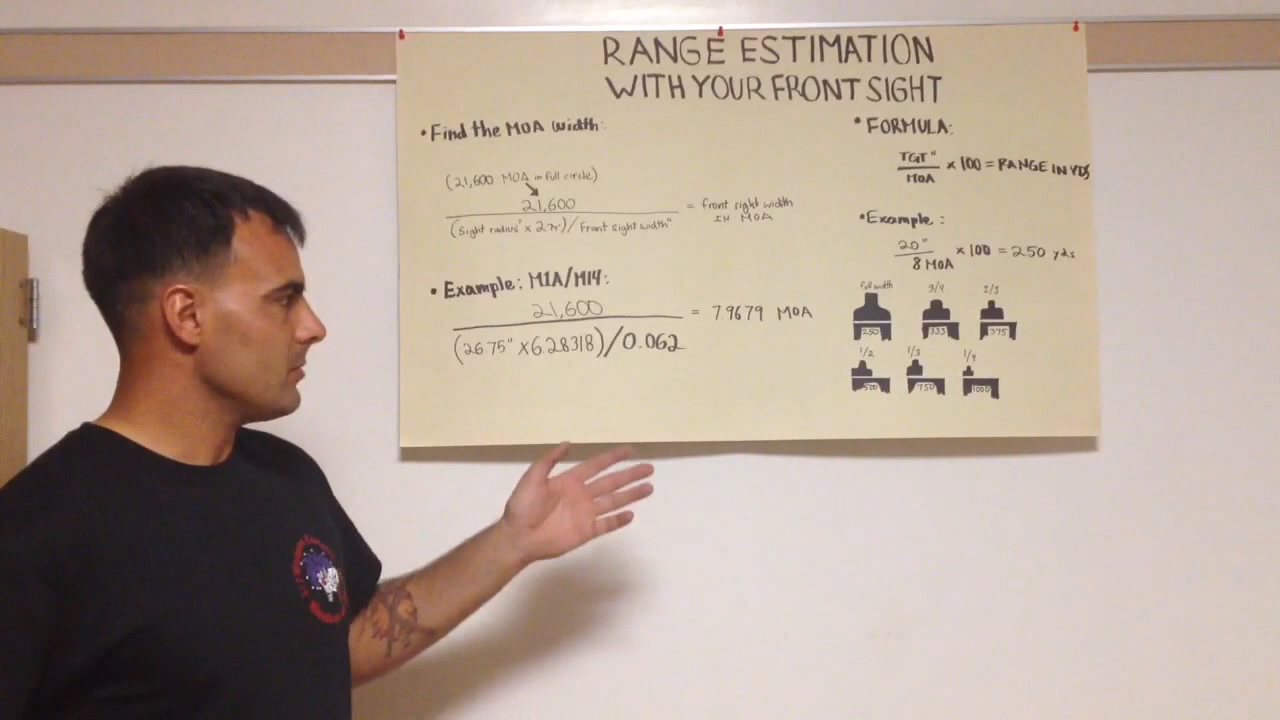 RANGE ESTIMATION
WITH YOUR FRONT SIGHT
• Find the MOA width:
(21,600 MOA in full circle)
21,600
(Sight radius" x 2π)/Front sight width"
= front sight width
IN MOA
• Example: M1A/M14:
21,600
(26.75" x 6.28318)/0.062
= 7.9679 MOA
• FORMULA:
TGT"
MOA
x 100 = RANGE IN YDS
• Example:
20"
8 MOA
x 100 = 250 yds
full width 3/4 2/3
250 333 375
1/2 1/3 1/4
500 750 1000